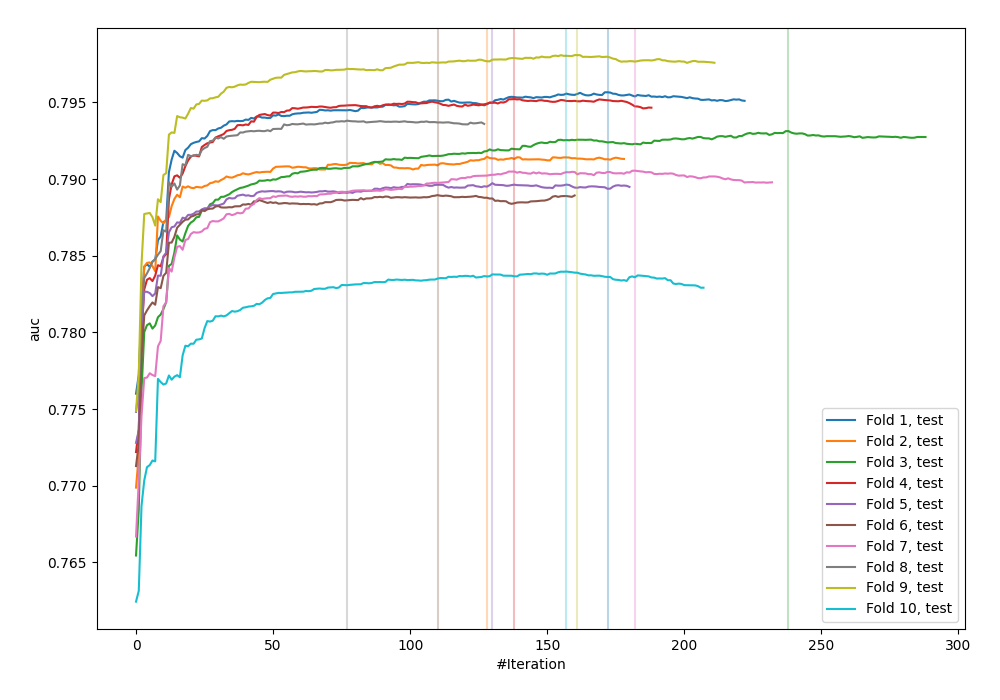 0.795
0.790
0.785
0.780
0.775
0.770
0.765
auc
0
50
100
150
200
250
300
#Iteration
Fold 1, test
Fold 2, test
Fold 3, test
Fold 4, test
Fold 5, test
Fold 6, test
Fold 7, test
Fold 8, test
Fold 9, test
Fold 10, test